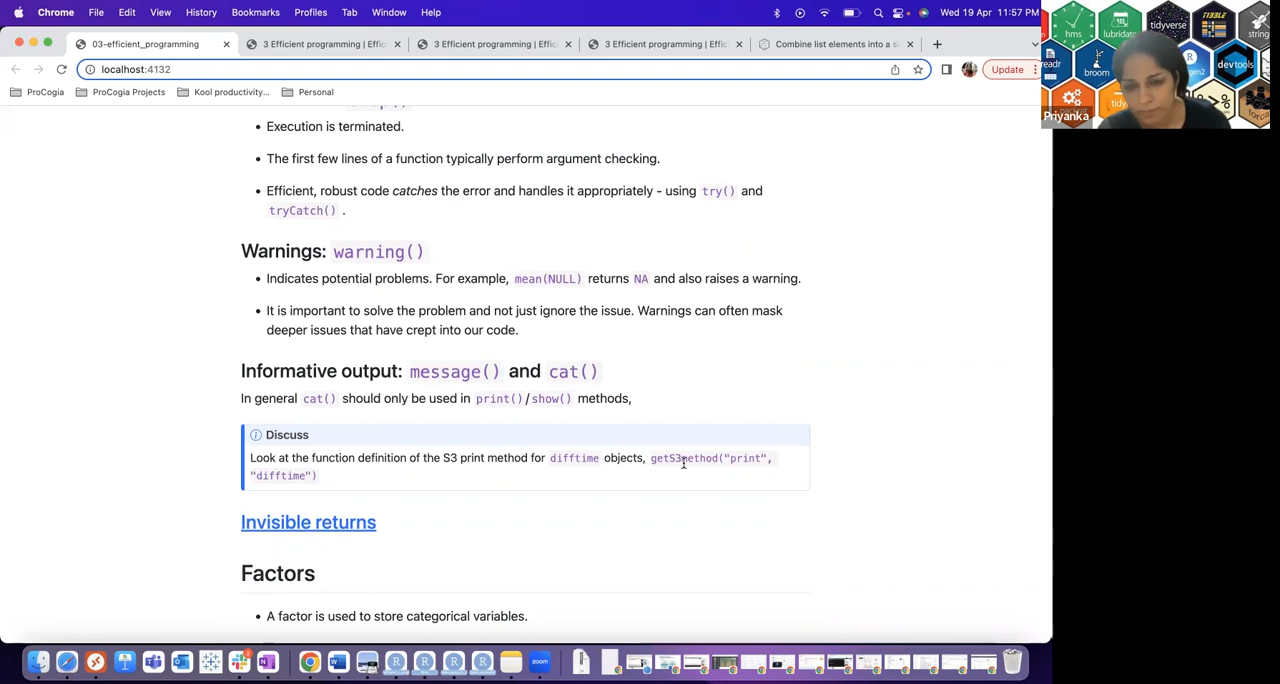 Chrome File Edit View History Bookmarks Profiles Tab Window Help Wed 19 Apr 11:57 PM
03-efficient_programming 3 Efficient programming | Effic 3 Efficient programming | Effic 3 Efficient programming | Effic Combine list elements into a s
localhost:4132 Update
ProCogia ProCogia Projects Kool productivity... Personal
Execution is terminated.
The first few lines of a function typically perform argument checking.
Efficient, robust code catches the error and handles it appropriately - using try() and
tryCatch() .
Warnings: warning()
Indicates potential problems. For example, mean(NULL) returns NA and also raises a warning.
It is important to solve the problem and not just ignore the issue. Warnings can often mask
deeper issues that have crept into our code.
Informative output: message() and cat()
In general cat() should only be used in print()/show() methods,
Discuss
Look at the function definition of the S3 print method for difftime objects, getS3method("print",
"difftime")
Invisible returns
Factors
A factor is used to store categorical variables.
hms lubridate tidyverse TIBBLE string
readr broom devtools
Priyanka
zoom